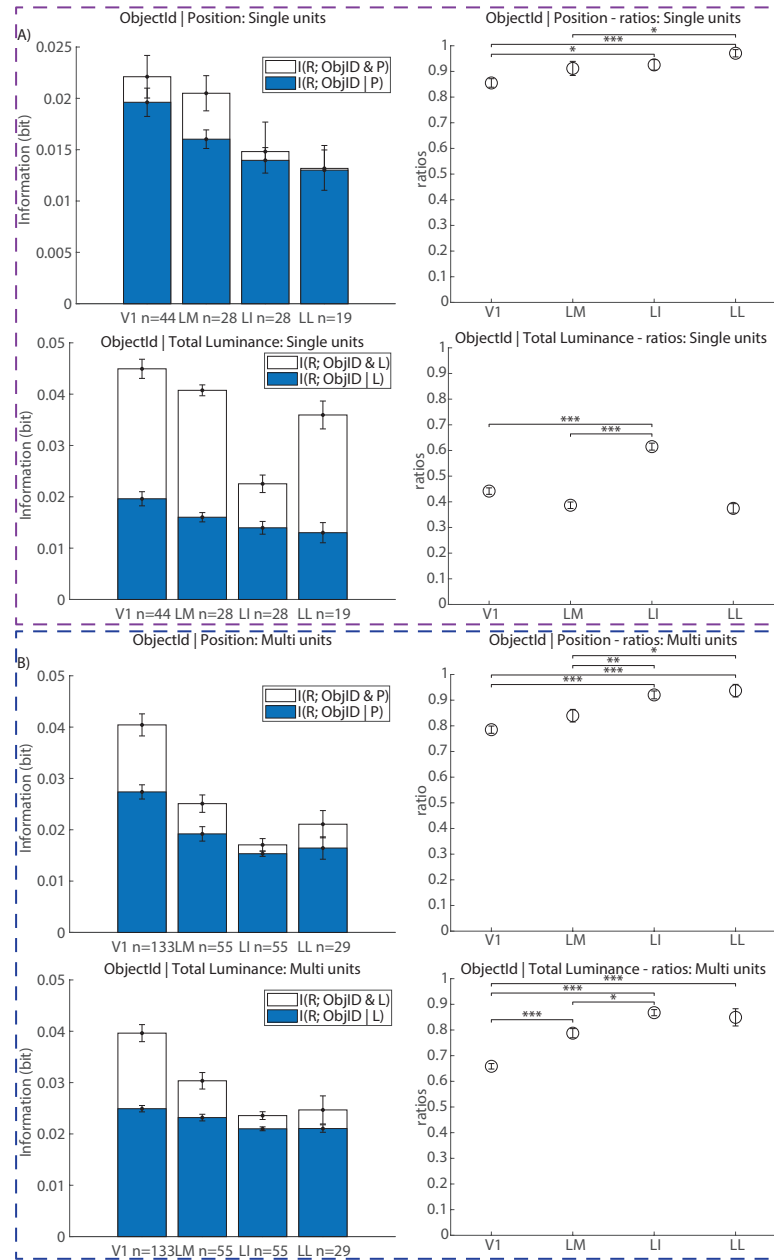 ObjectId | Position: Single units
A)
0.025
0.02
0.015
0.01
0.005
0
Information (bit)
I(R; ObjID & P)
I(R; ObjID | P)
V1 n=44 LM n=28 LI n=28 LL n=19
ObjectId | Position - ratios: Single units
*
***
*
1
0.9
0.8
0.7
0.6
0.5
0.4
0.3
0.2
0.1
0
ratios
V1 LM LI LL
ObjectId | Total Luminance: Single units
0.05
0.04
0.03
0.02
0.01
0
Information (bit)
I(R; ObjID & L)
I(R; ObjID | L)
V1 n=44 LM n=28 LI n=28 LL n=19
ObjectId | Total Luminance - ratios: Single units
***
***
1
0.9
0.8
0.7
0.6
0.5
0.4
0.3
0.2
0.1
0
ratios
V1 LM LI LL
ObjectId | Position: Multi units
B)
0.05
0.04
0.03
0.02
0.01
0
Information (bit)
I(R; ObjID & P)
I(R; ObjID | P)
V1 n=133 LM n=55 LI n=55 LL n=29
ObjectId | Position - ratios: Multi units
*
**
***
***
1
0.9
0.8
0.7
0.6
0.5
0.4
0.3
0.2
0.1
0
ratio
V1 LM LI LL
ObjectId | Total Luminance: Multi units
0.05
0.04
0.03
0.02
0.01
0
Information (bit)
I(R; ObjID & L)
I(R; ObjID | L)
V1 n=133 LM n=55 LI n=55 LL n=29
ObjectId | Total Luminance - ratios: Multi units
***
***
*
***
1
0.9
0.8
0.7
0.6
0.5
0.4
0.3
0.2
0.1
0
ratios
V1 LM LI LL